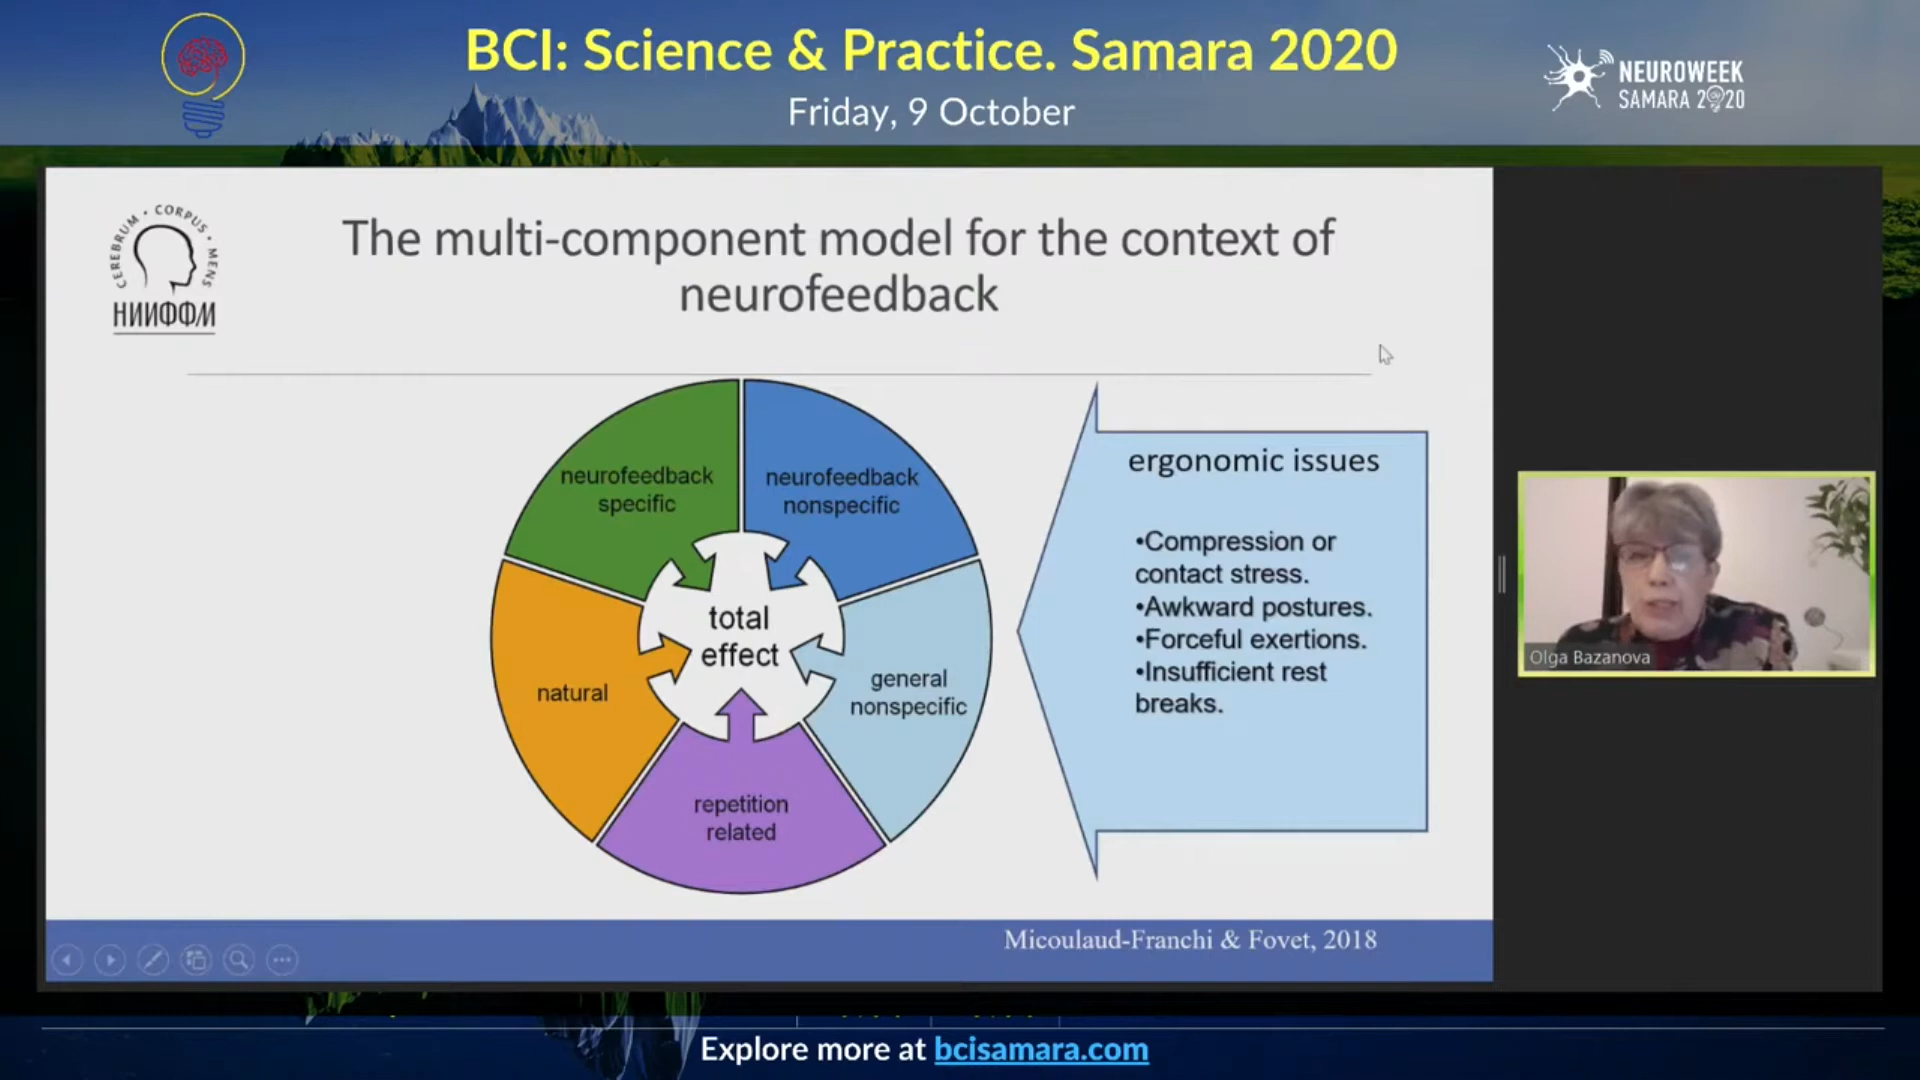 BCI: Science & Practice. Samara 2020
Friday, 9 October
NEUROWEEK
SAMARA 2020
CEREBRUM • CORPUS • MENS
НИИФФМ
The multi-component model for the context of
neurofeedback
neurofeedback
specific
neurofeedback
nonspecific
natural
total
effect
general
nonspecific
repetition
related
ergonomic issues
•Compression or
contact stress.
•Awkward postures.
•Forceful exertions.
•Insufficient rest
breaks.
Olga Bazanova
Micoulaud-Franchi & Fovet, 2018
Explore more at bcisamara.com